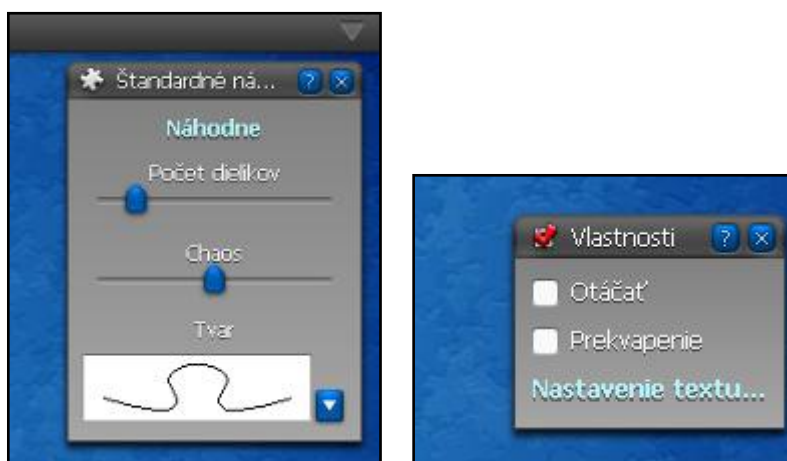 Štandardné ná...
?
Náhodne
Počet dielikov
Chaos
Tvar
Vlastnosti
?
Otáčať
Prekvapenie
Nastavenie textu...